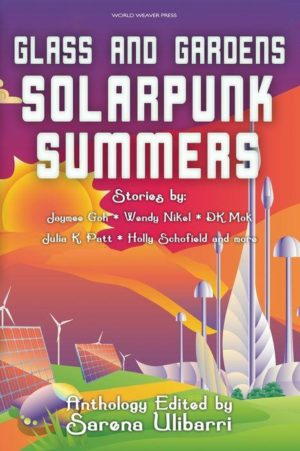 WORLD WEAVER PRESS
GLASS AND GARDENS
SOLARPUNK
SUMMERS
Stories by:
Jaymee Goh * Wendy Nikel * DK Mok
Julia K. Patt * Holly Schofield and more
Anthology Edited by
Sarena Ulibarri